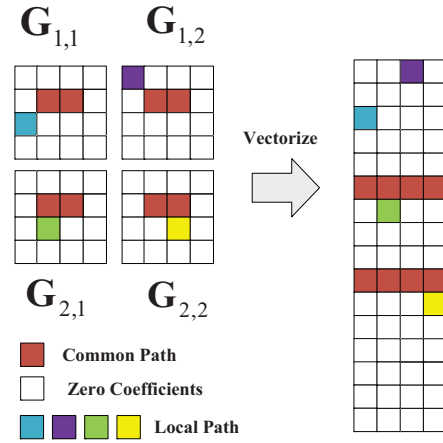 G1,1 G1,2
Vectorize
G2,1 G2,2
Common Path
Zero Coefficients
Local Path